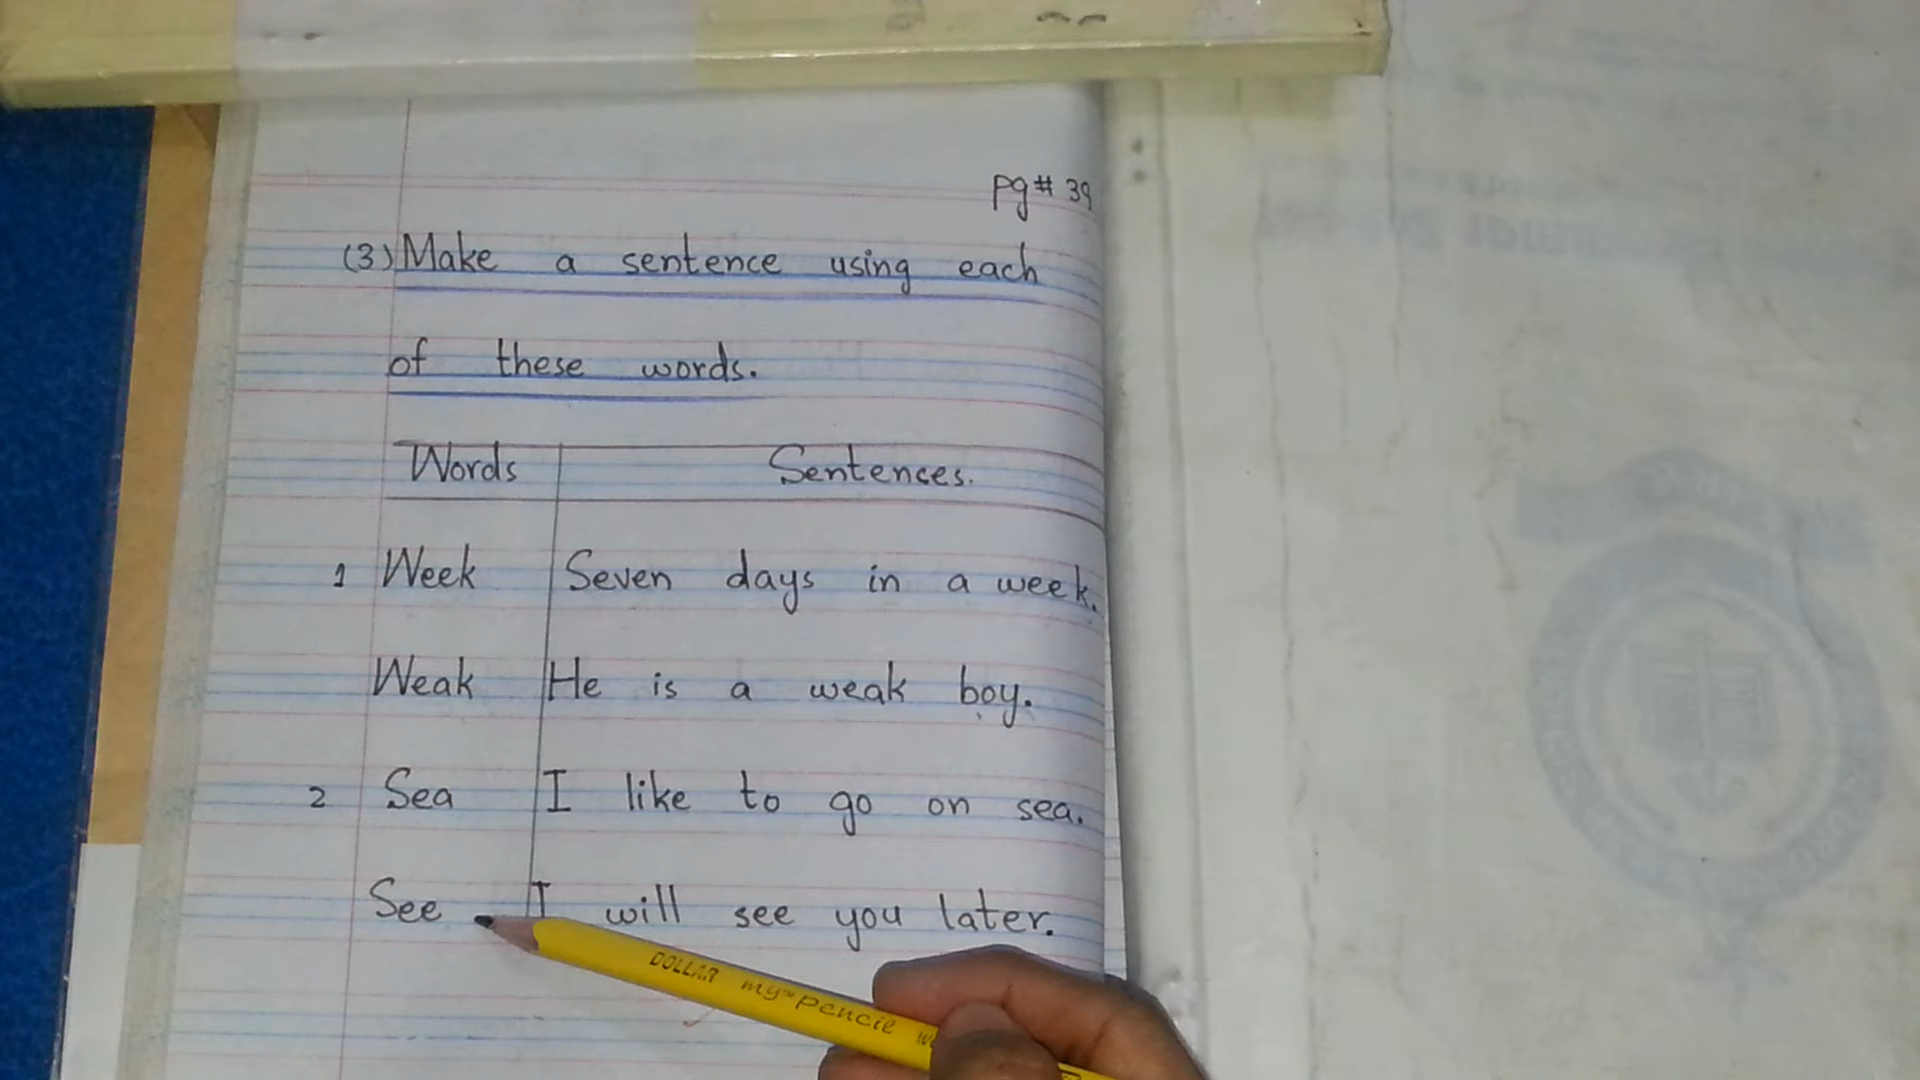 pg# 39
(3) Make a sentence using each
of these words.
Words Sentences.
1 Week Seven days in a week.
Weak He is a weak boy.
2 Sea I like to go on sea.
See I will see you later.
DOLLAR my pencil